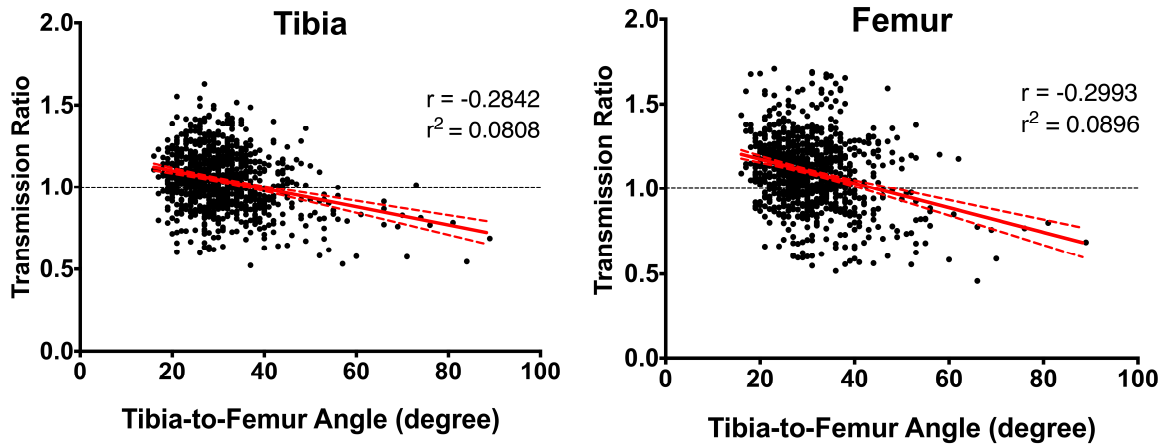 Tibia
Transmission Ratio
2.0
1.5
1.0
0.5
0.0
r = -0.2842
r² = 0.0808
0 20 40 60 80 100
Tibia-to-Femur Angle (degree)
Femur
Transmission Ratio
2.0
1.5
1.0
0.5
0.0
r = -0.2993
r² = 0.0896
0 20 40 60 80 100
Tibia-to-Femur Angle (degree)